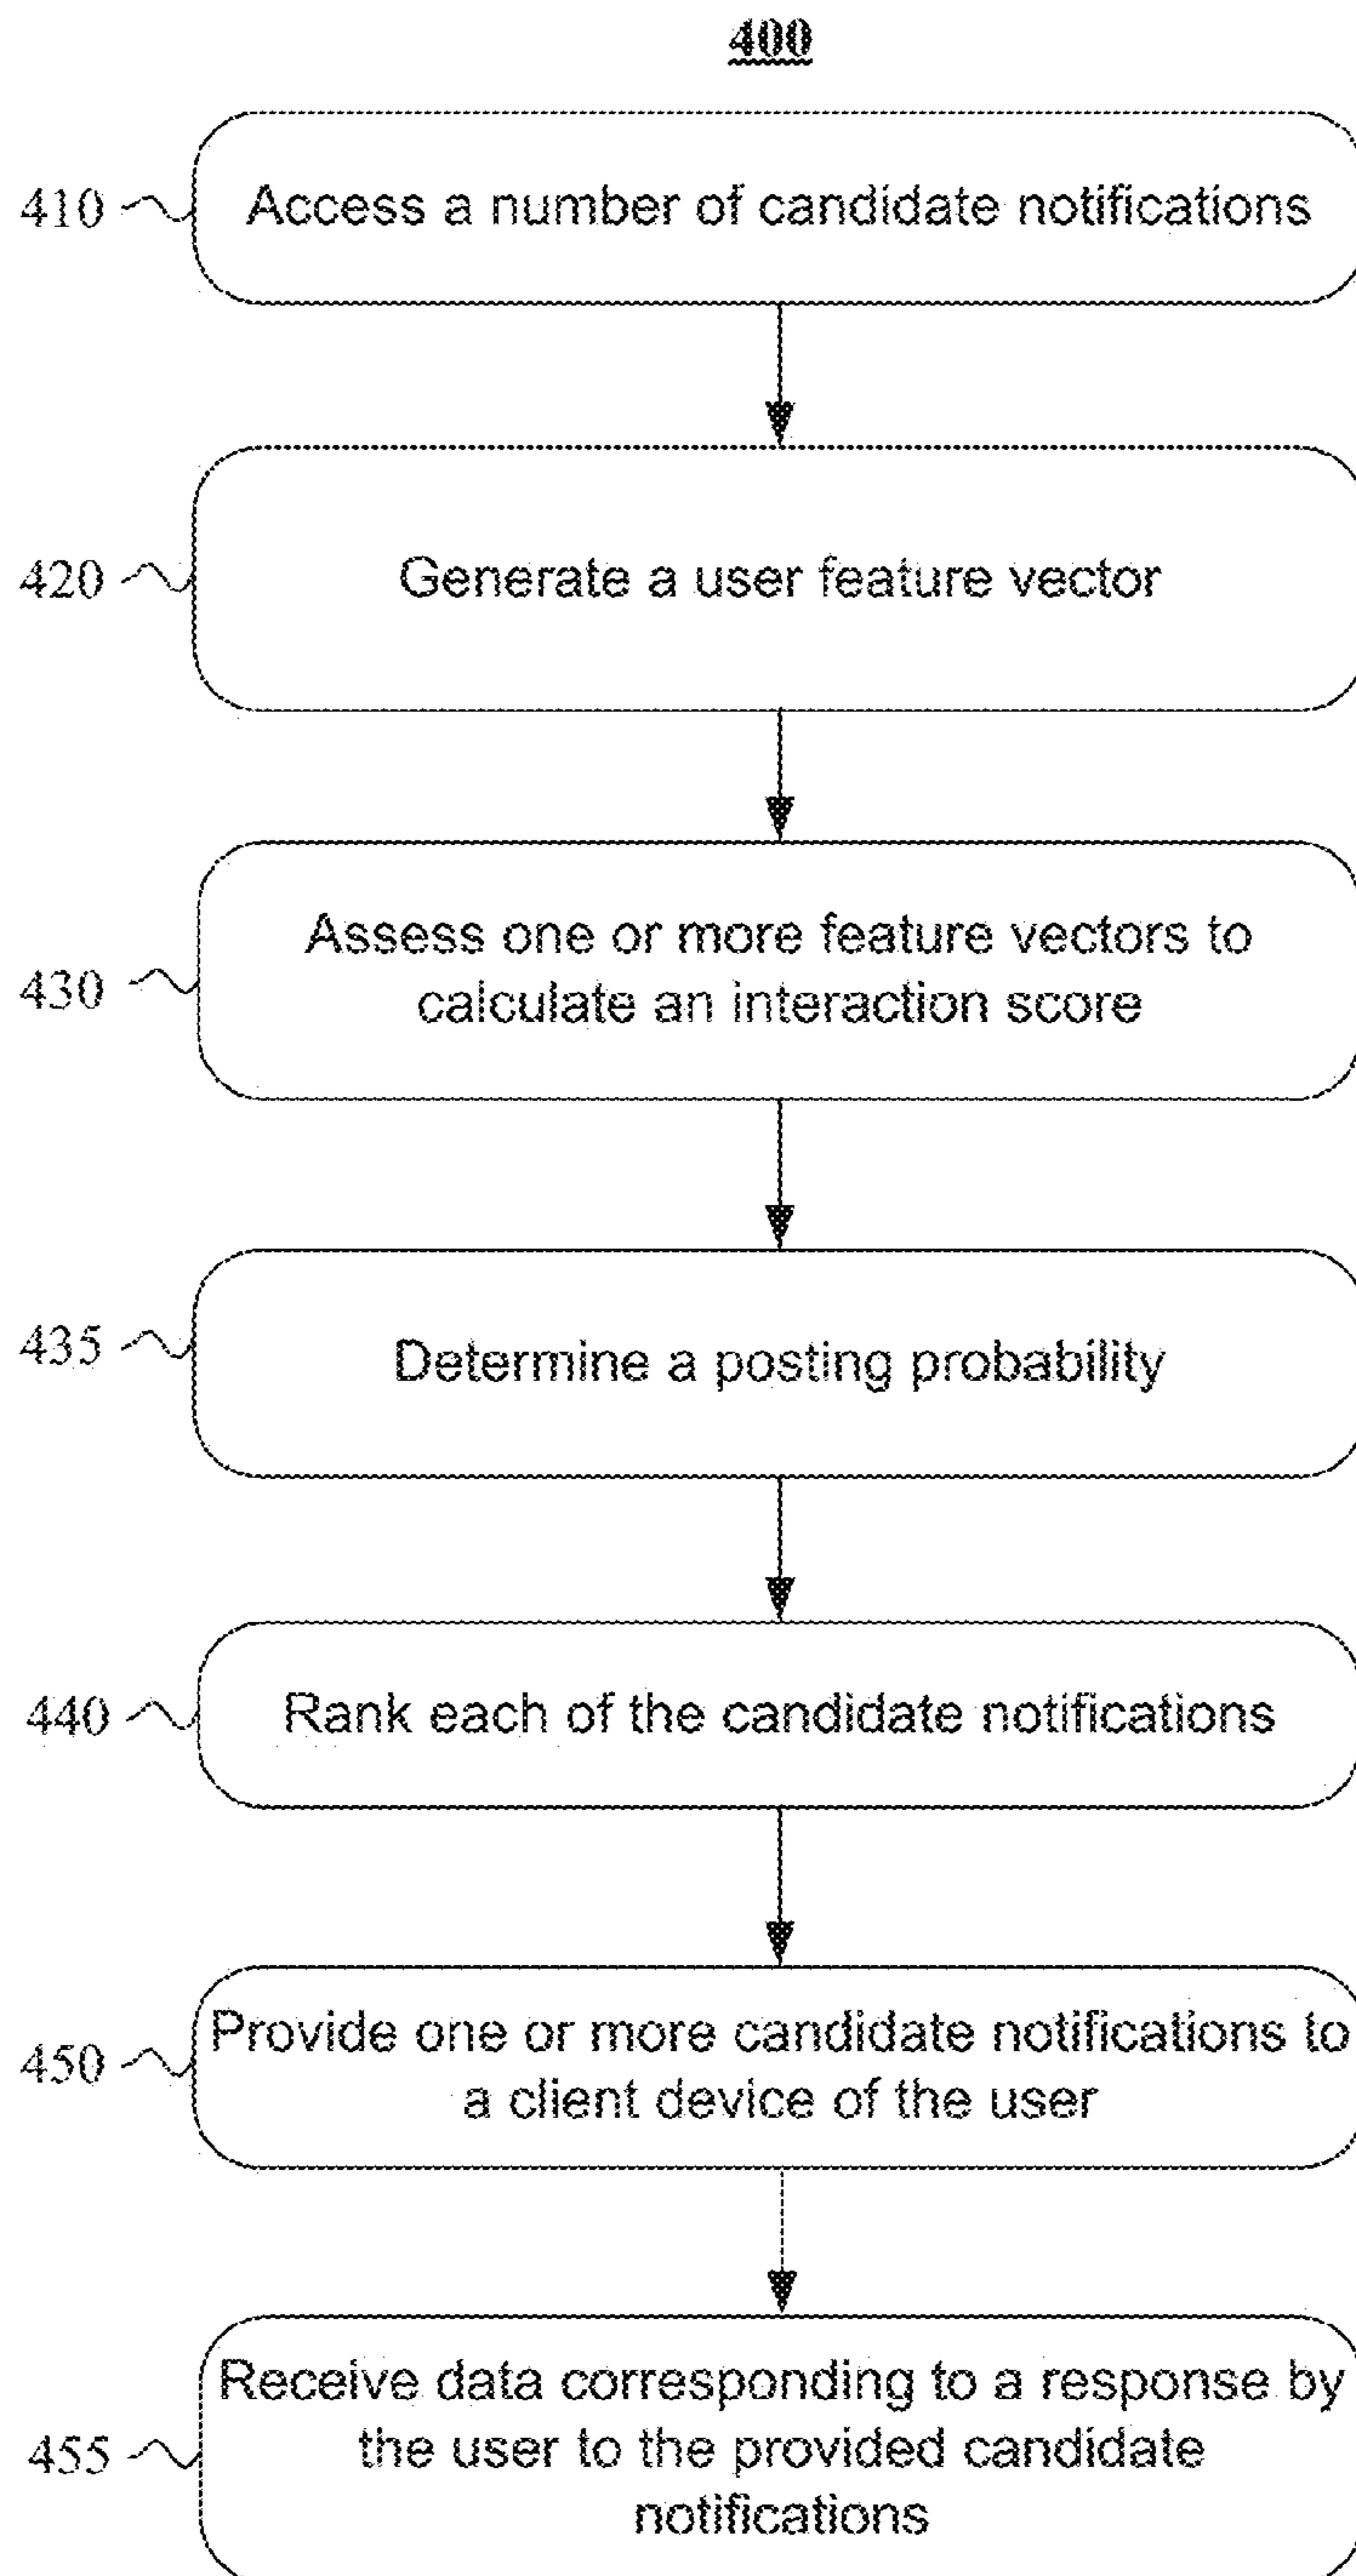 400
410
Access a number of candidate notifications
420
Generate a user feature vector
430
Assess one or more feature vectors to
calculate an interaction score
435
Determine a posting probability
440
Rank each of the candidate notifications
450
Provide one or more candidate notifications to
a client device of the user
455
Receive data corresponding to a response by
the user to the provided candidate
notifications